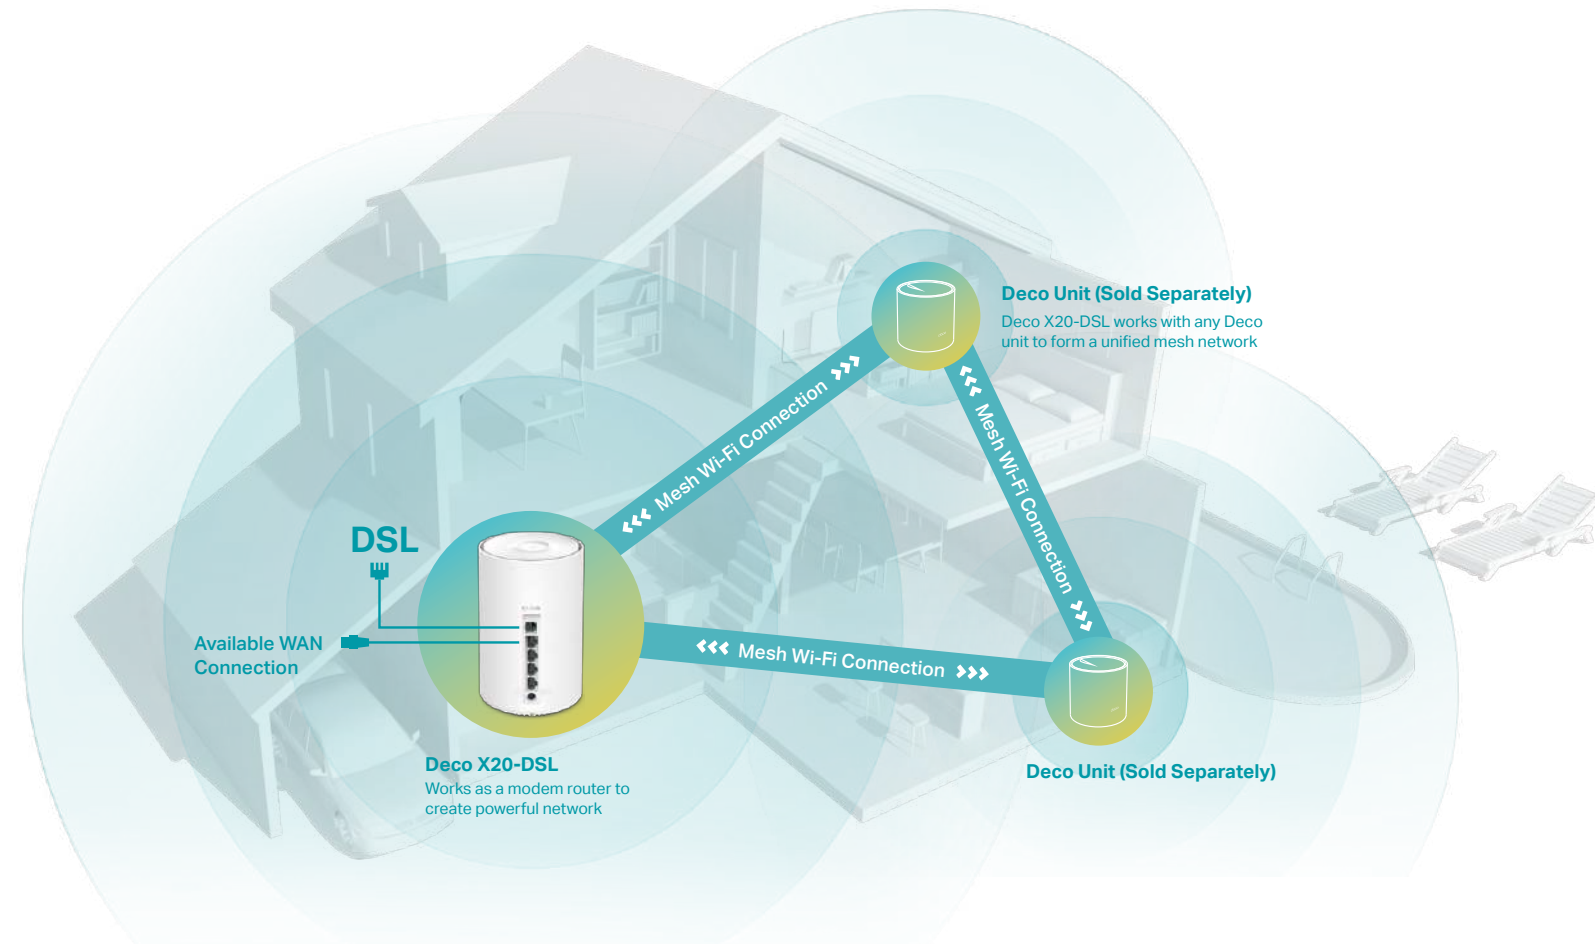 Deco Unit (Sold Separately)
Deco X20-DSL works with any Deco
unit to form a unified mesh network
Mesh Wi-Fi Connection
Mesh Wi-Fi Connection
DSL
Available WAN
Connection
Mesh Wi-Fi Connection
Deco X20-DSL
Works as a modem router to
create powerful network
Deco Unit (Sold Separately)